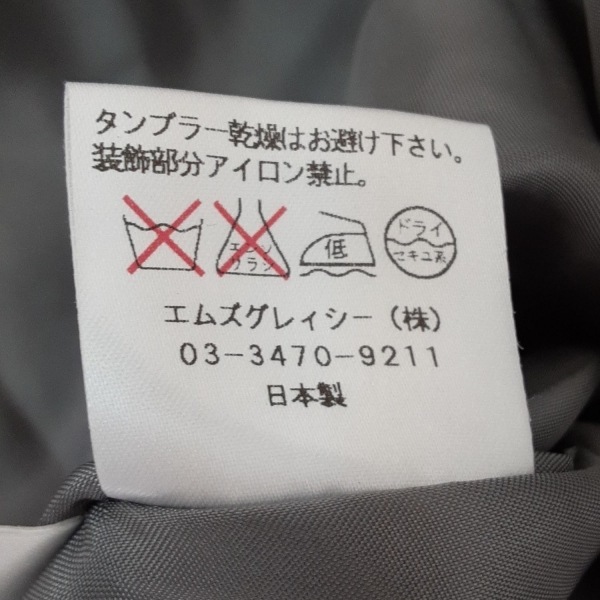 タンブラー乾燥はお避け下さい。
装飾部分アイロン禁止。
エンソ
サラシ
低
ドライ
セキユ系
エムズグレイシー(株)
03-3470-9211
日本製